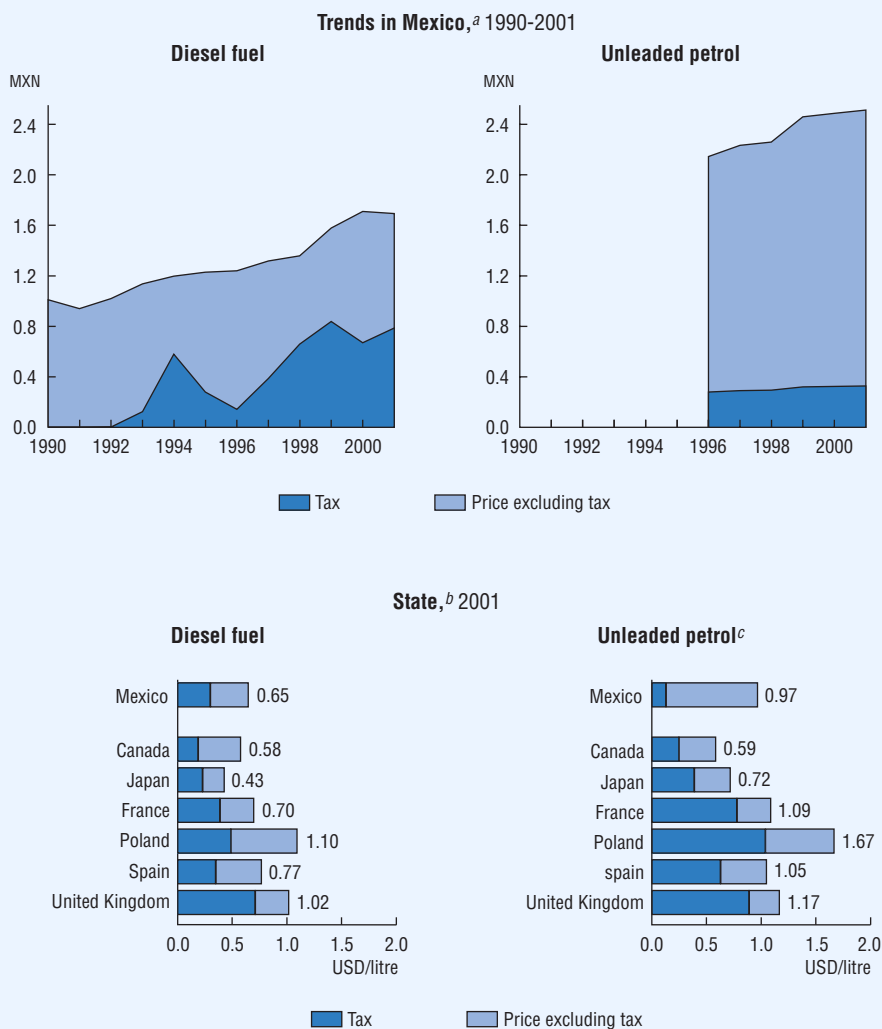 Trends in Mexico,a 1990-2001
Diesel fuel
Unleaded petrol
MXN
MXN
2.4
2.0
1.6
1.2
0.8
0.4
0.0
1990 1992 1994 1996 1998 2000
2.4
2.0
1.6
1.2
0.8
0.4
0.0
1990 1992 1994 1996 1998 2000
Tax
Price excluding tax
State,b 2001
Diesel fuel
Unleaded petrolc
Mexico 0.65
Canada 0.58
Japan 0.43
France 0.70
Poland 1.10
Spain 0.77
United Kingdom 1.02
0.0 0.5 1.0 1.5 2.0
USD/litre
Mexico 0.97
Canada 0.59
Japan 0.72
France 1.09
Poland 1.67
spain 1.05
United Kingdom 1.17
0.0 0.5 1.0 1.5 2.0
USD/litre
Tax
Price excluding tax